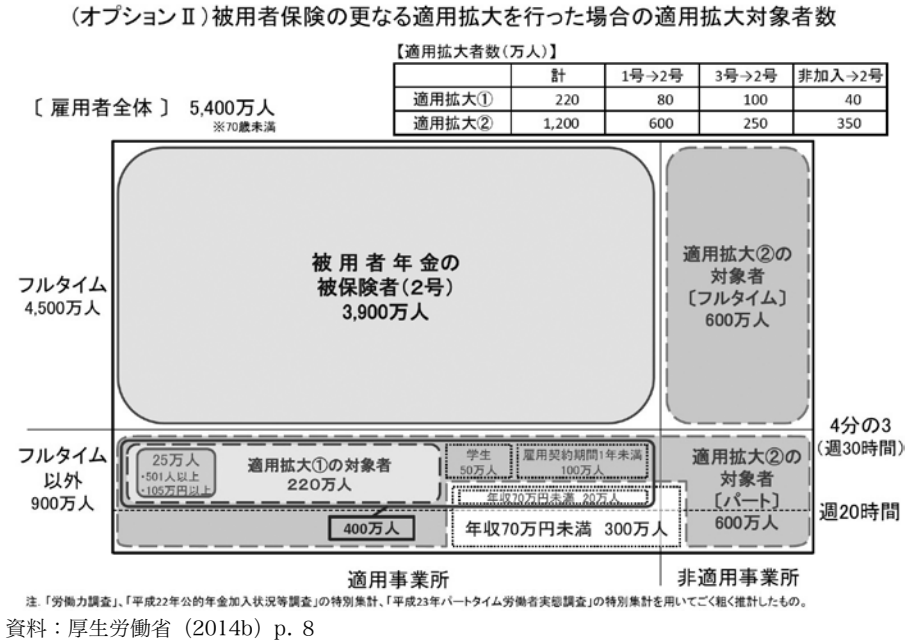 (オプションⅡ)被用者保険の更なる適用拡大を行った場合の適用拡大対象者数
【適用拡大者数(万人)】
計 1号→2号 3号→2号 非加入→2号
適用拡大① 220 80 100 40
適用拡大② 1,200 600 250 350
〔 雇用者全体 〕 5,400万人
※70歳未満
フルタイム
4,500万人
被用者年金の
被保険者(2号)
3,900万人
適用拡大②の
対象者
〔フルタイム〕
600万人
4分の3
(週30時間)
フルタイム
以外
900万人
25万人
・501人以上
・105万円以上
適用拡大①の対象者
220万人
学生
50万人
雇用契約期間1年未満
100万人
年収70万円未満 20万人
適用拡大②の
対象者
〔パート〕
600万人
週20時間
400万人
年収70万円未満 300万人
適用事業所
非適用事業所
注.「労働力調査」、「平成22年公的年金加入状況等調査」の特別集計、「平成23年パートタイム労働者実態調査」の特別集計を用いてごく粗く推計したもの。
資料：厚生労働省（2014b）p. 8